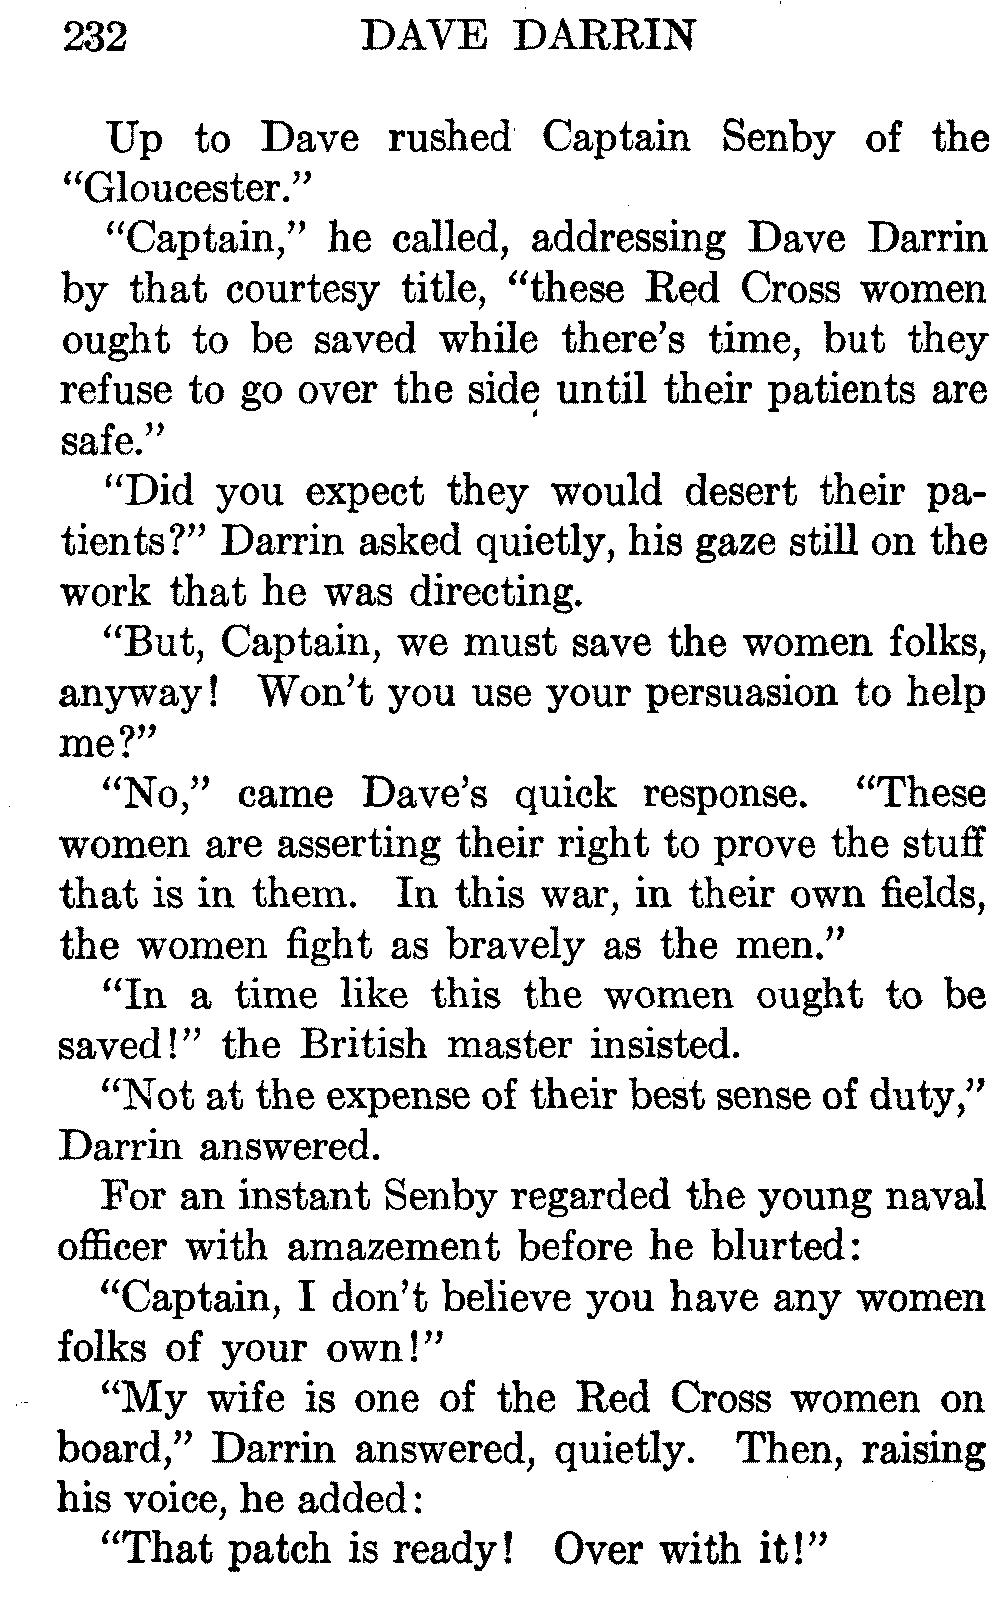 232 DAVE DARRIN
Up to Dave rushed Captain Senby of the
“Gloucester.”
“Captain,” he called, addressing Dave Darrin
by that courtesy title, “these Red Cross women
ought to be saved while there’s time, but they
refuse to go over the side until their patients are
safe.”
“Did you expect they would desert their pa-
tients?” Darrin asked quietly, his gaze still on the
work that he was directing.
“But, Captain, we must save the women folks,
anyway! Won’t you use your persuasion to help
me?”
“No,” came Dave’s quick response. “These
women are asserting their right to prove the stuff
that is in them. In this war, in their own fields,
the women fight as bravely as the men.”
“In a time like this the women ought to be
saved!” the British master insisted.
“Not at the expense of their best sense of duty,”
Darrin answered.
For an instant Senby regarded the young naval
officer with amazement before he blurted:
“Captain, I don’t believe you have any women
folks of your own!”
“My wife is one of the Red Cross women on
board,” Darrin answered, quietly. Then, raising
his voice, he added:
“That patch is ready! Over with it!”